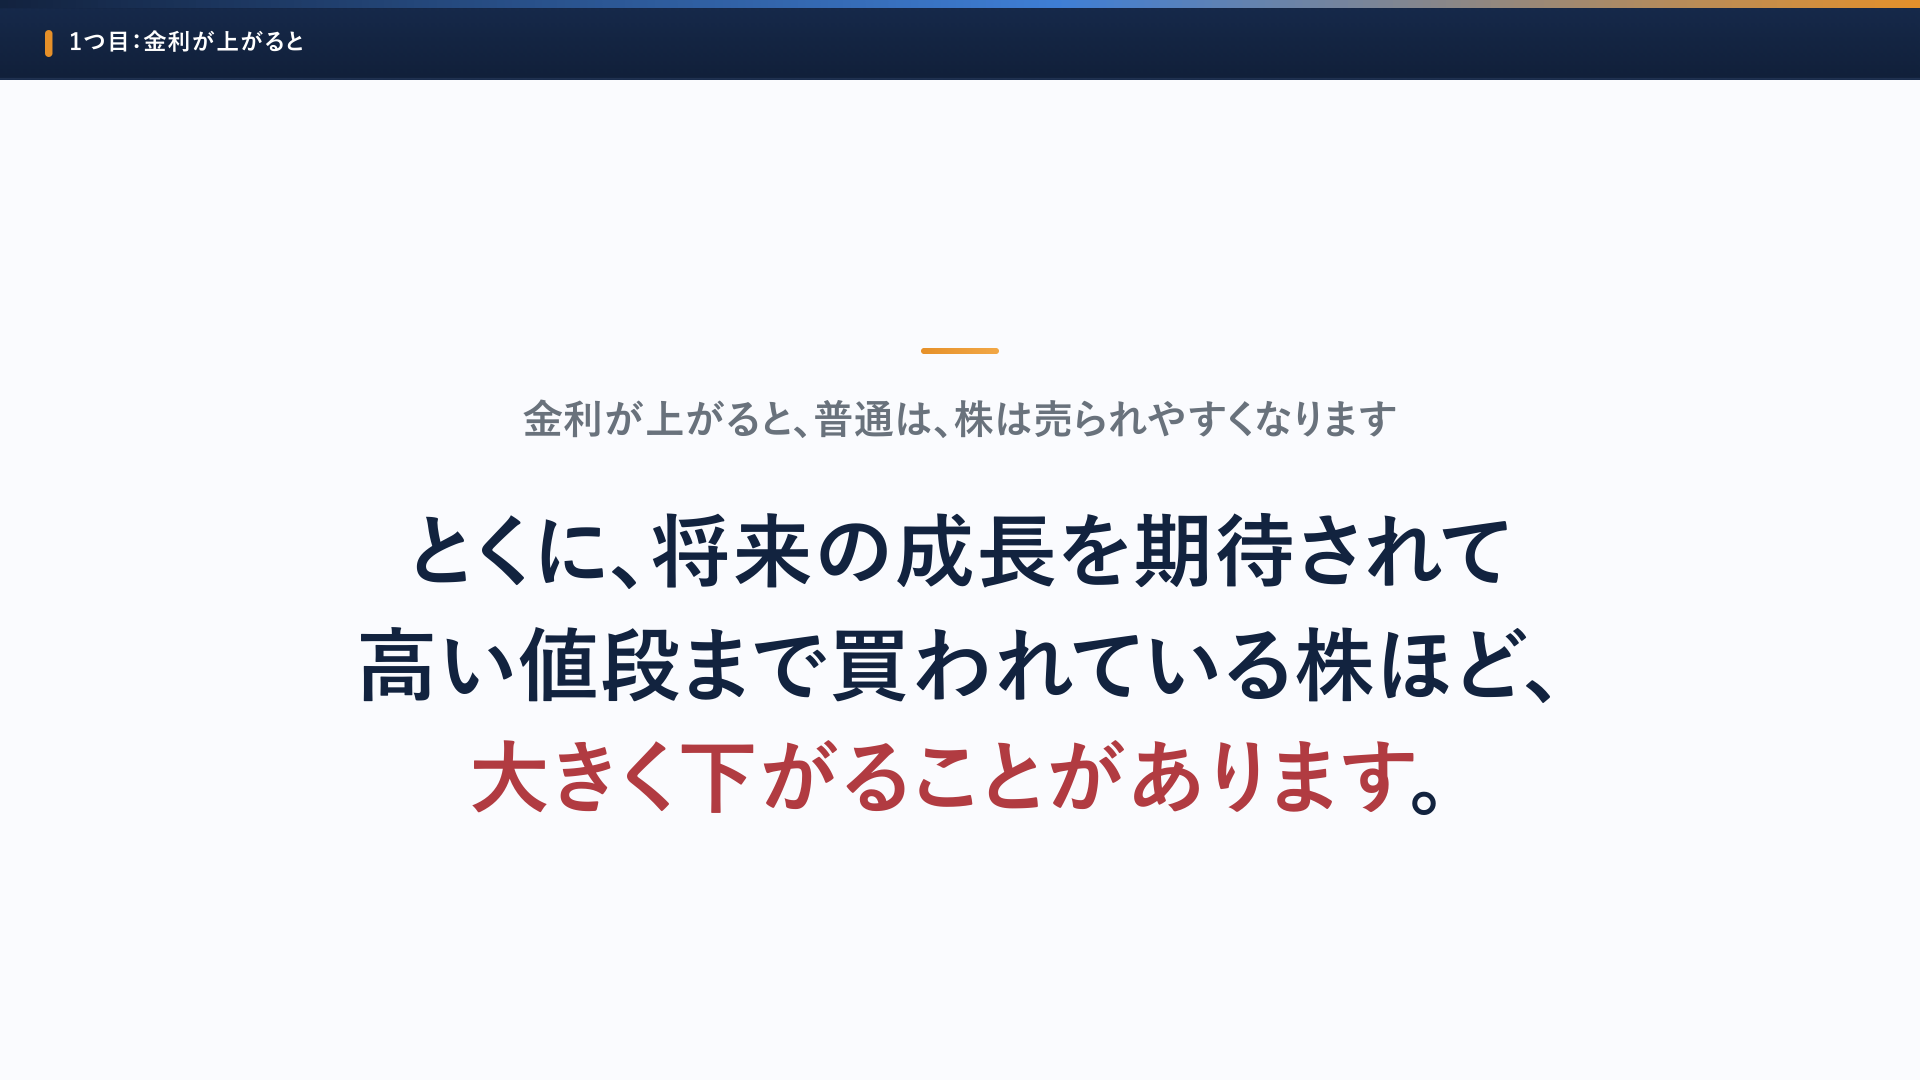 1つ目：金利が上がると
金利が上がると、普通は、株は売られやすくなります
とくに、将来の成長を期待されて
高い値段まで買われている株ほど、
大きく下がることがあります。